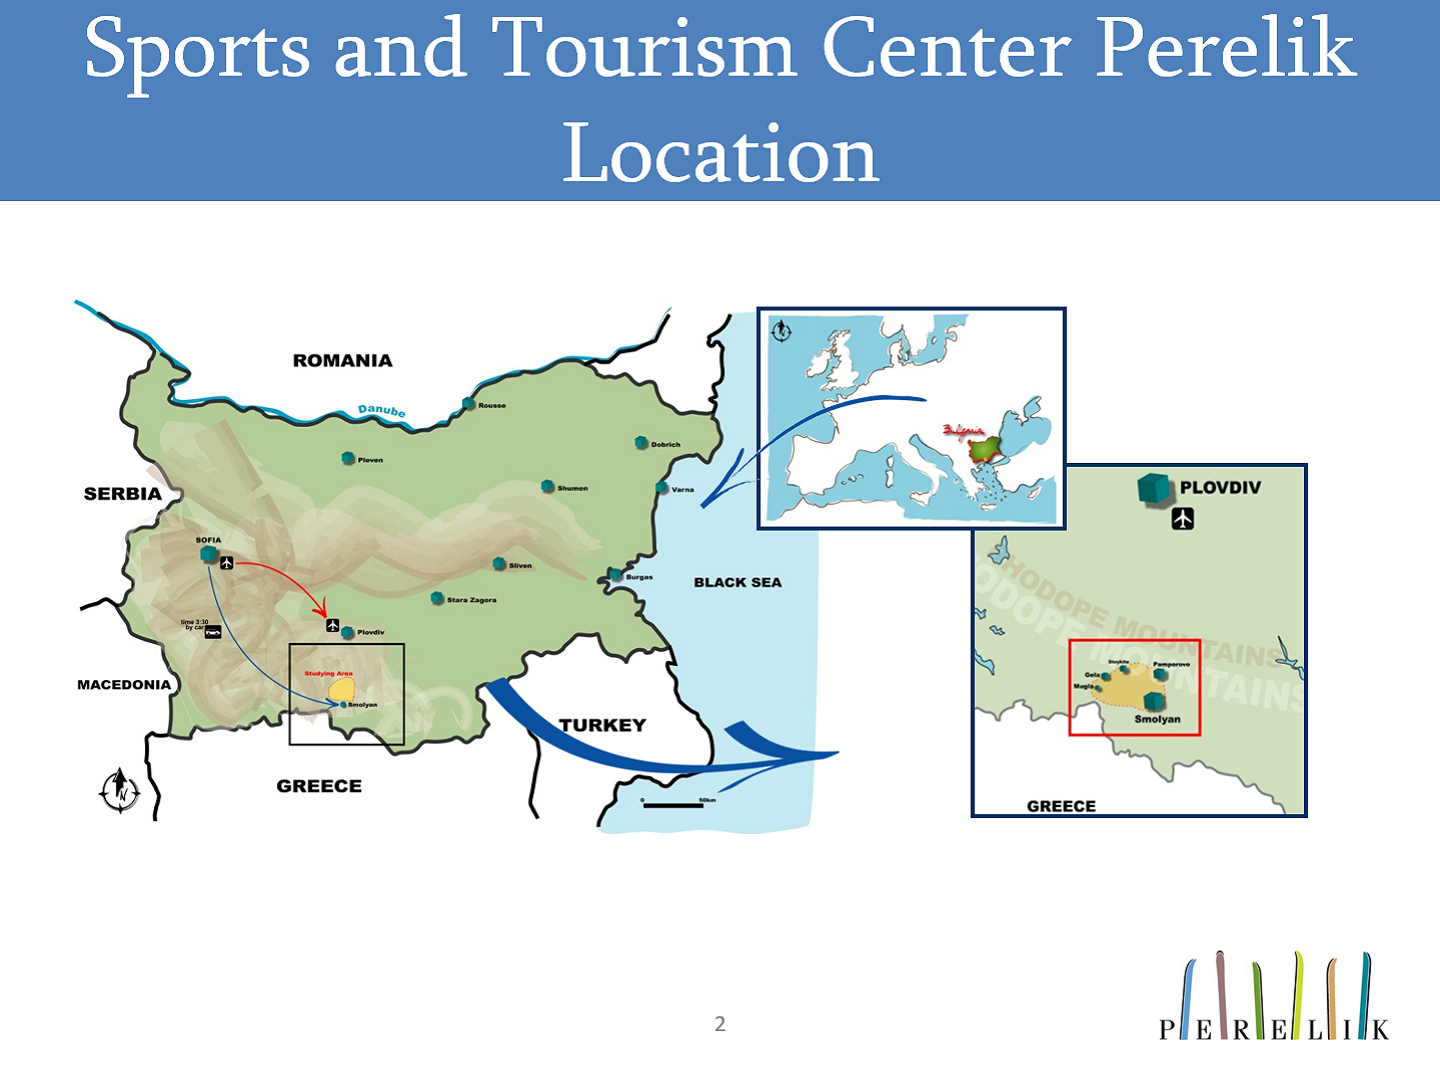 Sports and Tourism Center Perelik
Location
ROMANIA
Danube
Rousse
Dobrich
Pleven
SERBIA
Shumen
Varna
SOFIA
Sliven
Burgas
BLACK SEA
Stara Zagora
time 3:30
by car
Plovdiv
Studying Area
MACEDONIA
Smolyan
TURKEY
GREECE
N
0 50km
Bulgaria
PLOVDIV
RHODOPE MOUNTAINS
Stoykite
Pamporovo
Gela
Mugla
Smolyan
GREECE
2
PERELIK